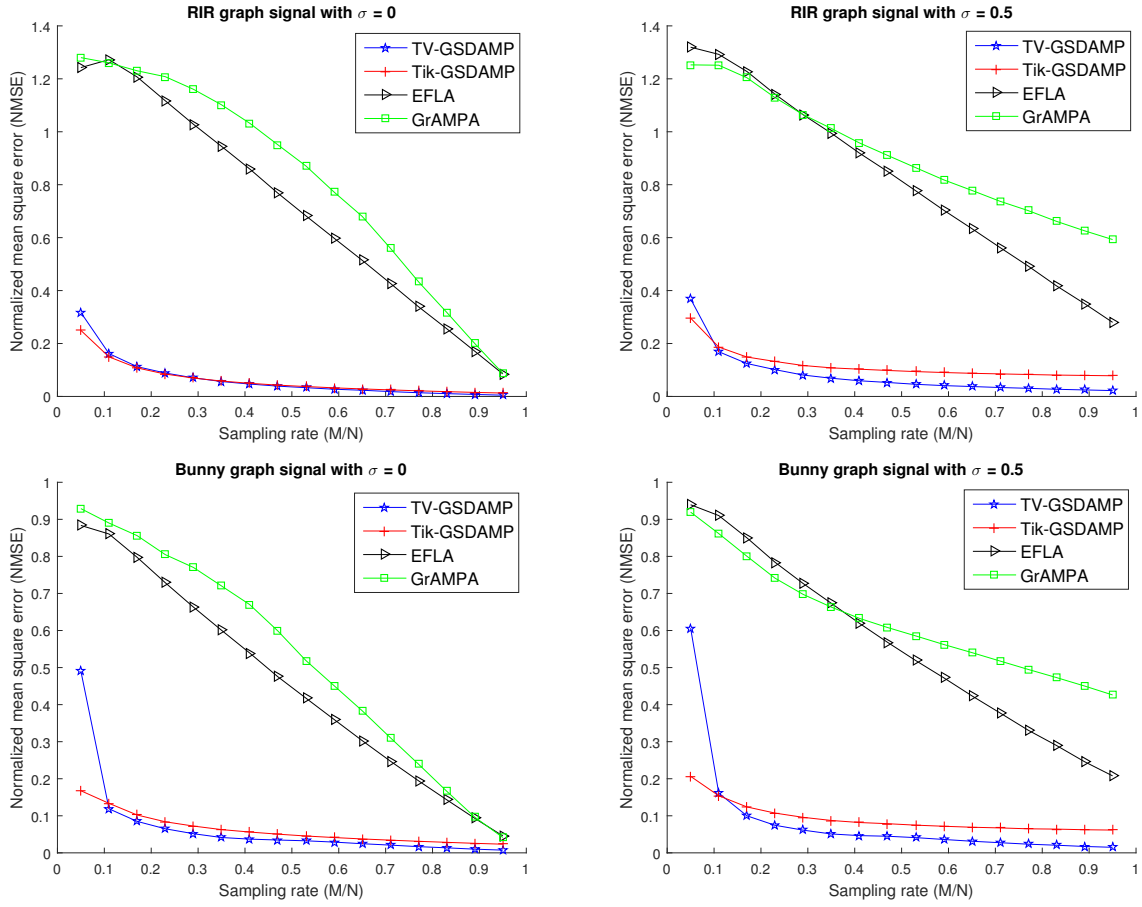 RIR graph signal with σ = 0
Normalized mean square error (NMSE)
1.4
1.2
1
0.8
0.6
0.4
0.2
0
0 0.1 0.2 0.3 0.4 0.5 0.6 0.7 0.8 0.9 1
Sampling rate (M/N)
TV-GSDAMP
Tik-GSDAMP
EFLA
GrAMPA
RIR graph signal with σ = 0.5
Normalized mean square error (NMSE)
1.4
1.2
1
0.8
0.6
0.4
0.2
0
0 0.1 0.2 0.3 0.4 0.5 0.6 0.7 0.8 0.9 1
Sampling rate (M/N)
TV-GSDAMP
Tik-GSDAMP
EFLA
GrAMPA
Bunny graph signal with σ = 0
Normalized mean square error (NMSE)
1
0.9
0.8
0.7
0.6
0.5
0.4
0.3
0.2
0.1
0
0 0.1 0.2 0.3 0.4 0.5 0.6 0.7 0.8 0.9 1
Sampling rate (M/N)
TV-GSDAMP
Tik-GSDAMP
EFLA
GrAMPA
Bunny graph signal with σ = 0.5
Normalized mean square error (NMSE)
1
0.9
0.8
0.7
0.6
0.5
0.4
0.3
0.2
0.1
0
0 0.1 0.2 0.3 0.4 0.5 0.6 0.7 0.8 0.9 1
Sampling rate (M/N)
TV-GSDAMP
Tik-GSDAMP
EFLA
GrAMPA